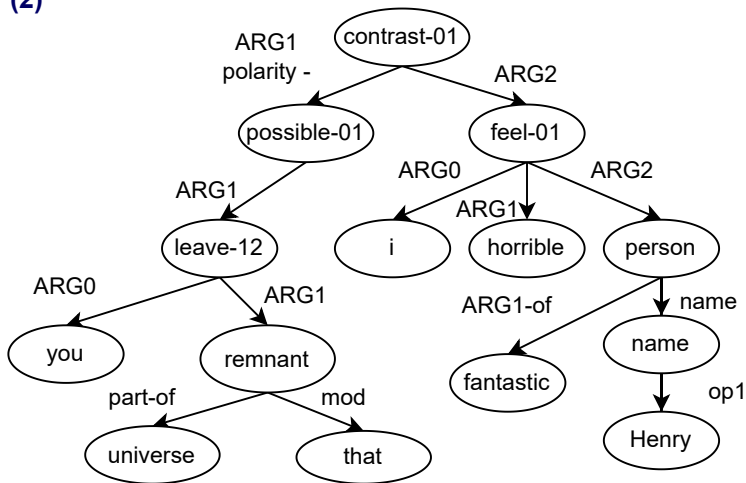 (2)
contrast-01
ARG1
polarity -
ARG2
possible-01
feel-01
ARG1
ARG0
ARG1
ARG2
leave-12
i
horrible
person
ARG0
ARG1
ARG1-of
name
you
remnant
name
part-of
mod
fantastic
op1
universe
that
Henry